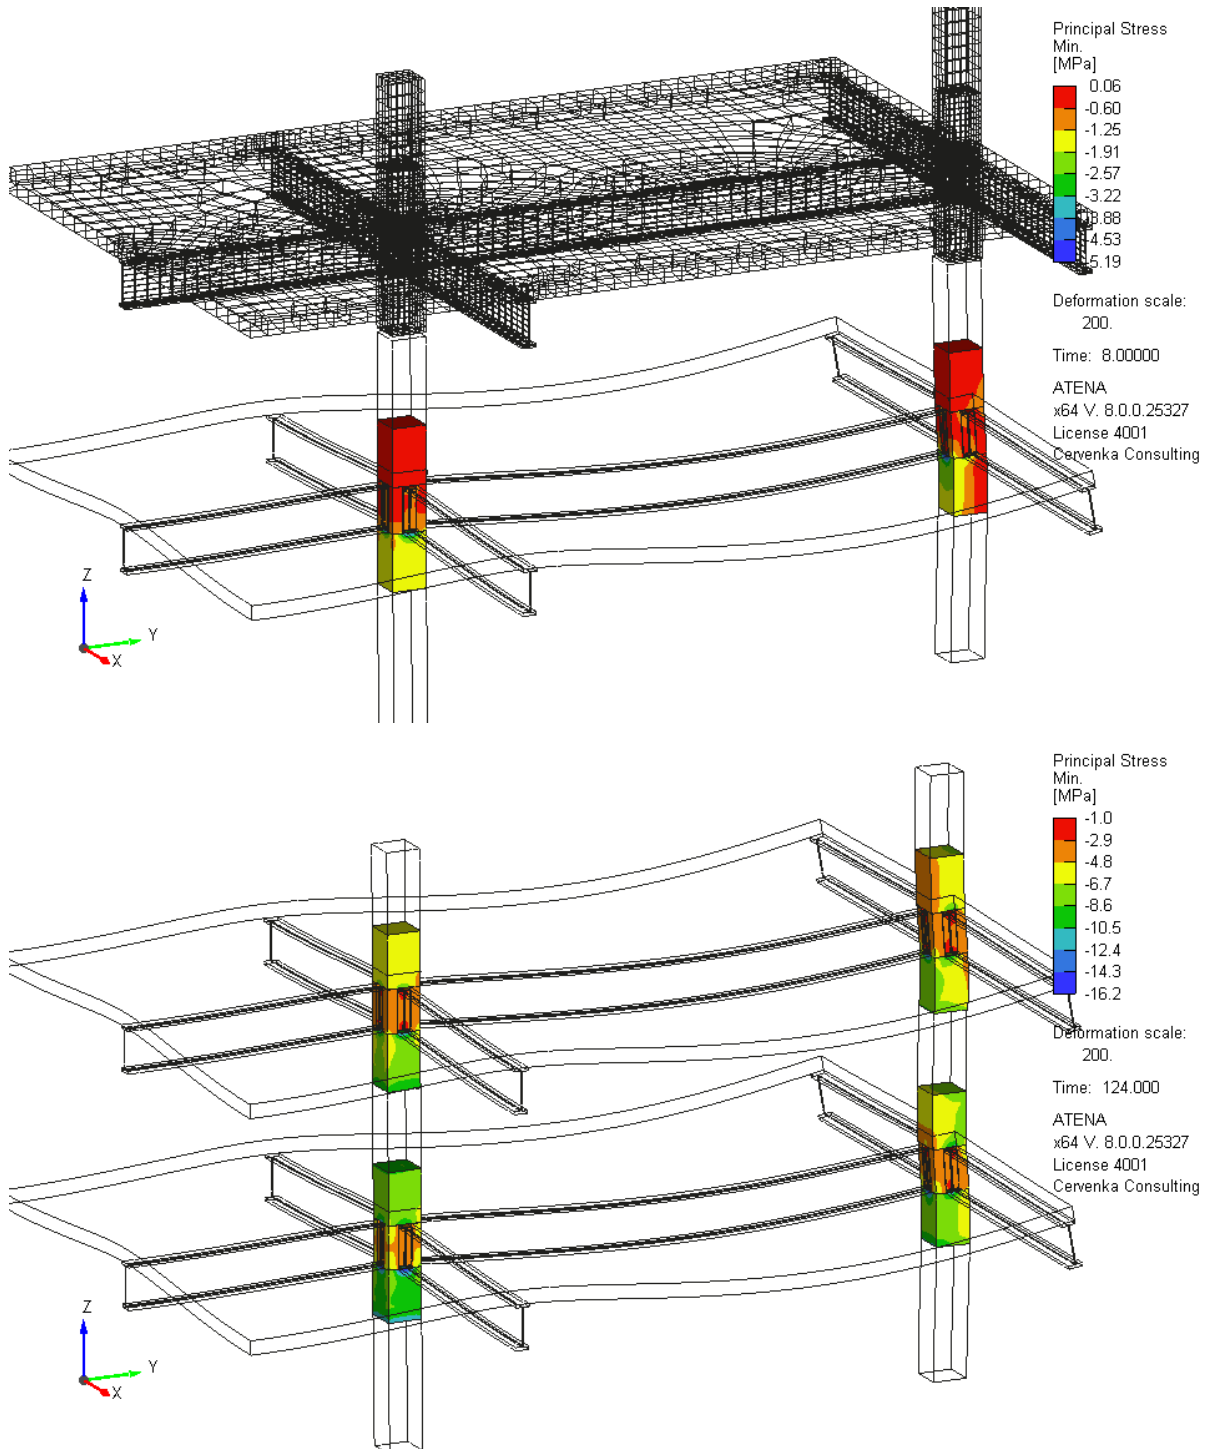 Principal Stress
Min.
[MPa]
0.06
-0.60
-1.25
-1.91
-2.57
-3.22
-3.88
-4.53
-5.19
Deformation scale:
200.
Time: 8.00000
ATENA
x64 V. 8.0.0.25327
License 4001
Cervenka Consulting
Z
Y
X
Principal Stress
Min.
[MPa]
-1.0
-2.9
-4.8
-6.7
-8.6
-10.5
-12.4
-14.3
-16.2
Deformation scale:
200.
Time: 124.000
ATENA
x64 V. 8.0.0.25327
License 4001
Cervenka Consulting
Z
Y
X